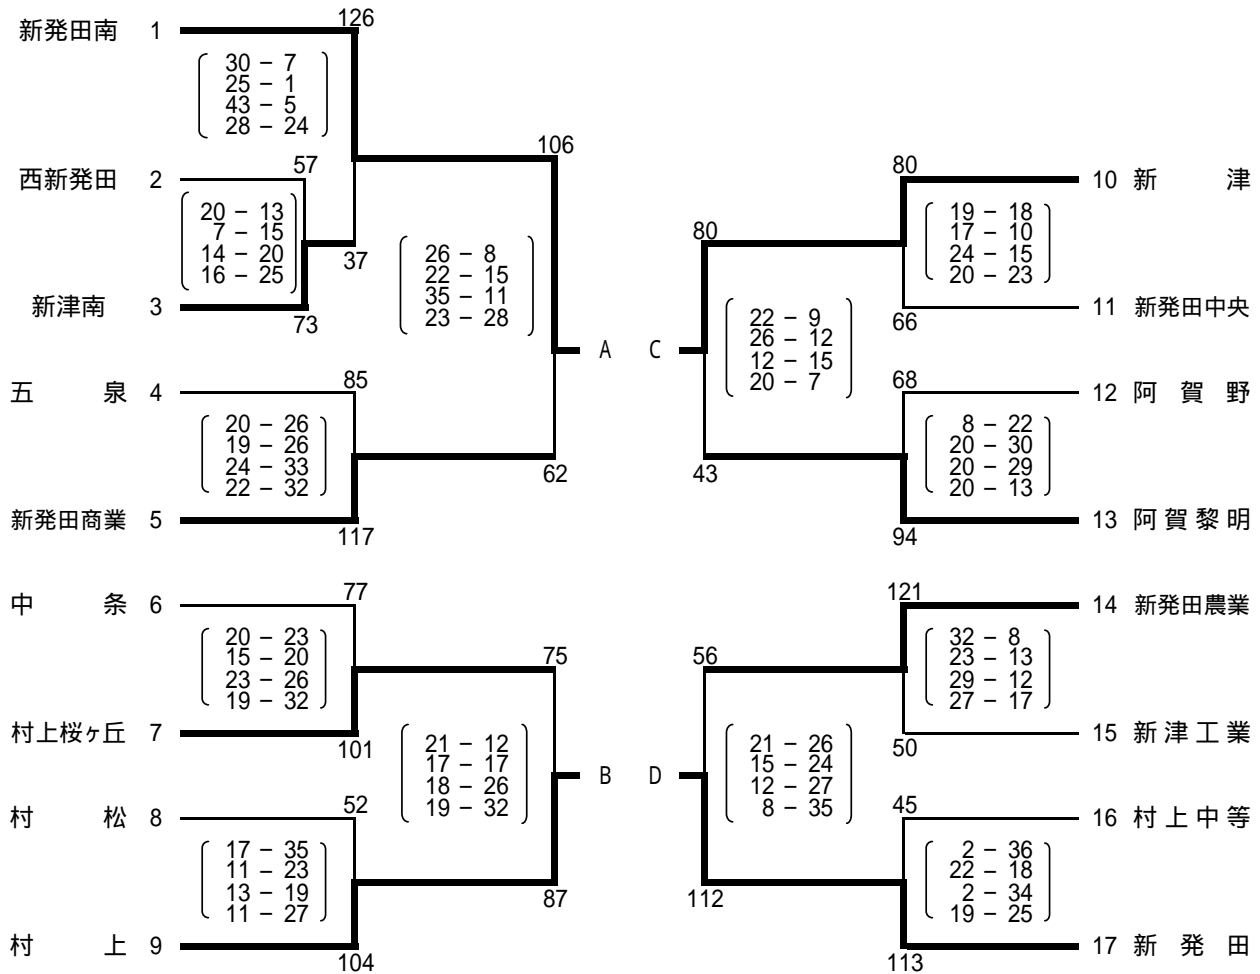 126
新発田南 1
30 − 7
25 − 1
43 − 5
28 − 24
57
西新発田 2
20 − 13
7 − 15
14 − 20
16 − 25
37
新津南 3
73
106
26 − 8
22 − 15
35 − 11
23 − 28
A
五泉 4
85
20 − 26
19 − 26
24 − 33
22 − 32
62
新発田商業 5
117
中条 6
77
20 − 23
15 − 20
23 − 26
19 − 32
75
村上桜ヶ丘 7
101
21 − 12
17 − 17
18 − 26
19 − 32
B
村松 8
52
17 − 35
11 − 23
13 − 19
11 − 27
87
村上 9
104
80
10 新津
80
19 − 18
17 − 10
24 − 15
20 − 23
66
11 新発田中央
C
22 − 9
26 − 12
12 − 15
20 − 7
68
12 阿賀野
8 − 22
20 − 30
20 − 29
20 − 13
43
94
13 阿賀黎明
121
14 新発田農業
56
32 − 8
23 − 13
29 − 12
27 − 17
50
15 新津工業
D
21 − 26
15 − 24
12 − 27
8 − 35
45
16 村上中等
2 − 36
22 − 18
2 − 34
19 − 25
112
113
17 新発田